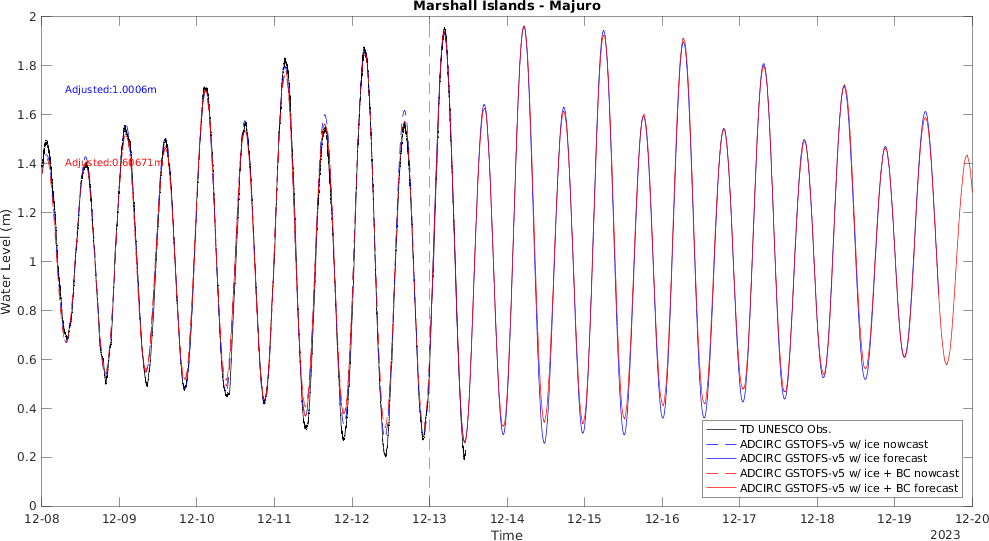 Marshall Islands - Majuro
2
1.8
1.6
1.4
1.2
1
0.8
0.6
0.4
0.2
0
Water Level (m)
Adjusted:1.0006m
Adjusted:0.60671m
TD UNESCO Obs.
ADCIRC GSTOFS-v5 w/ ice nowcast
ADCIRC GSTOFS-v5 w/ ice forecast
ADCIRC GSTOFS-v5 w/ ice + BC nowcast
ADCIRC GSTOFS-v5 w/ ice + BC forecast
12-08 12-09 12-10 12-11 12-12 12-13 12-14 12-15 12-16 12-17 12-18 12-19 12-20
Time
2023